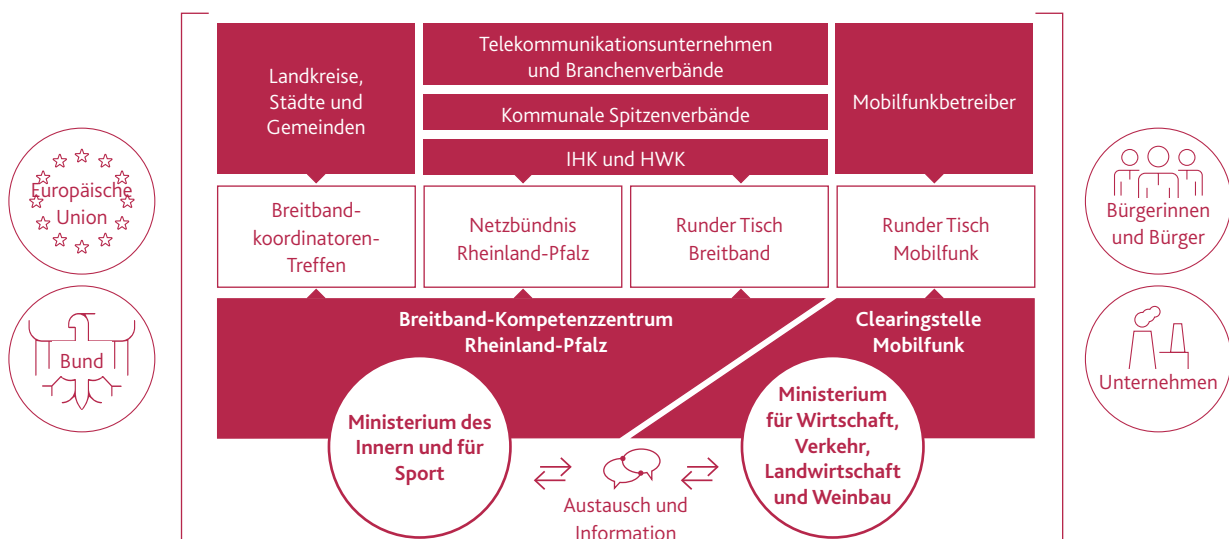 Landkreise,
Städte und
Gemeinden
Telekommunikationsunternehmen
und Branchenverbände
Kommunale Spitzenverbände
IHK und HWK
Mobilfunkbetreiber
Europäische
Union
Bund
Breitband-
koordinatoren-
Treffen
Netzbündnis
Rheinland-Pfalz
Runder Tisch
Breitband
Runder Tisch
Mobilfunk
Bürgerinnen
und Bürger
Unternehmen
Breitband-Kompetenzzentrum
Rheinland-Pfalz
Clearingstelle
Mobilfunk
Ministerium des
Innern und für
Sport
Ministerium
für Wirtschaft,
Verkehr,
Landwirtschaft
und Weinbau
Austausch und
Information